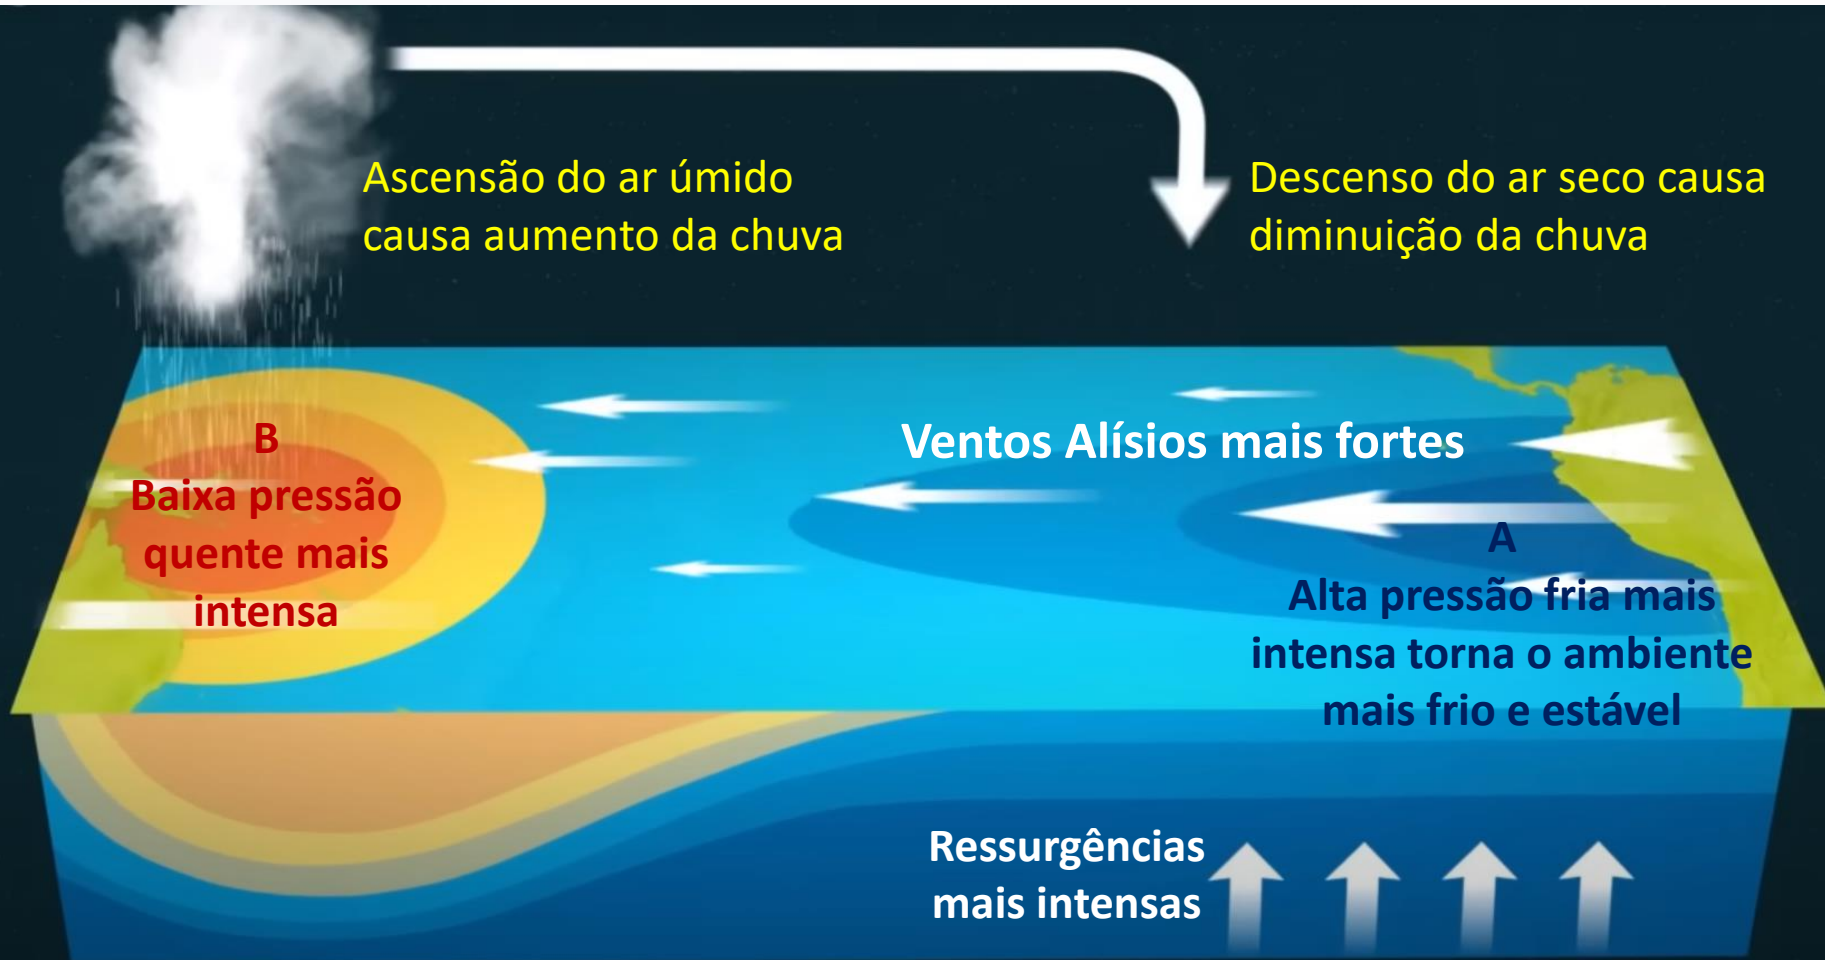 Ascensão do ar úmido
causa aumento da chuva
Descenso do ar seco causa
diminuição da chuva
Ventos Alísios mais fortes
B
Baixa pressão
quente mais
intensa
A
Alta pressão fria mais
intensa torna o ambiente
mais frio e estável
Ressurgências
mais intensas